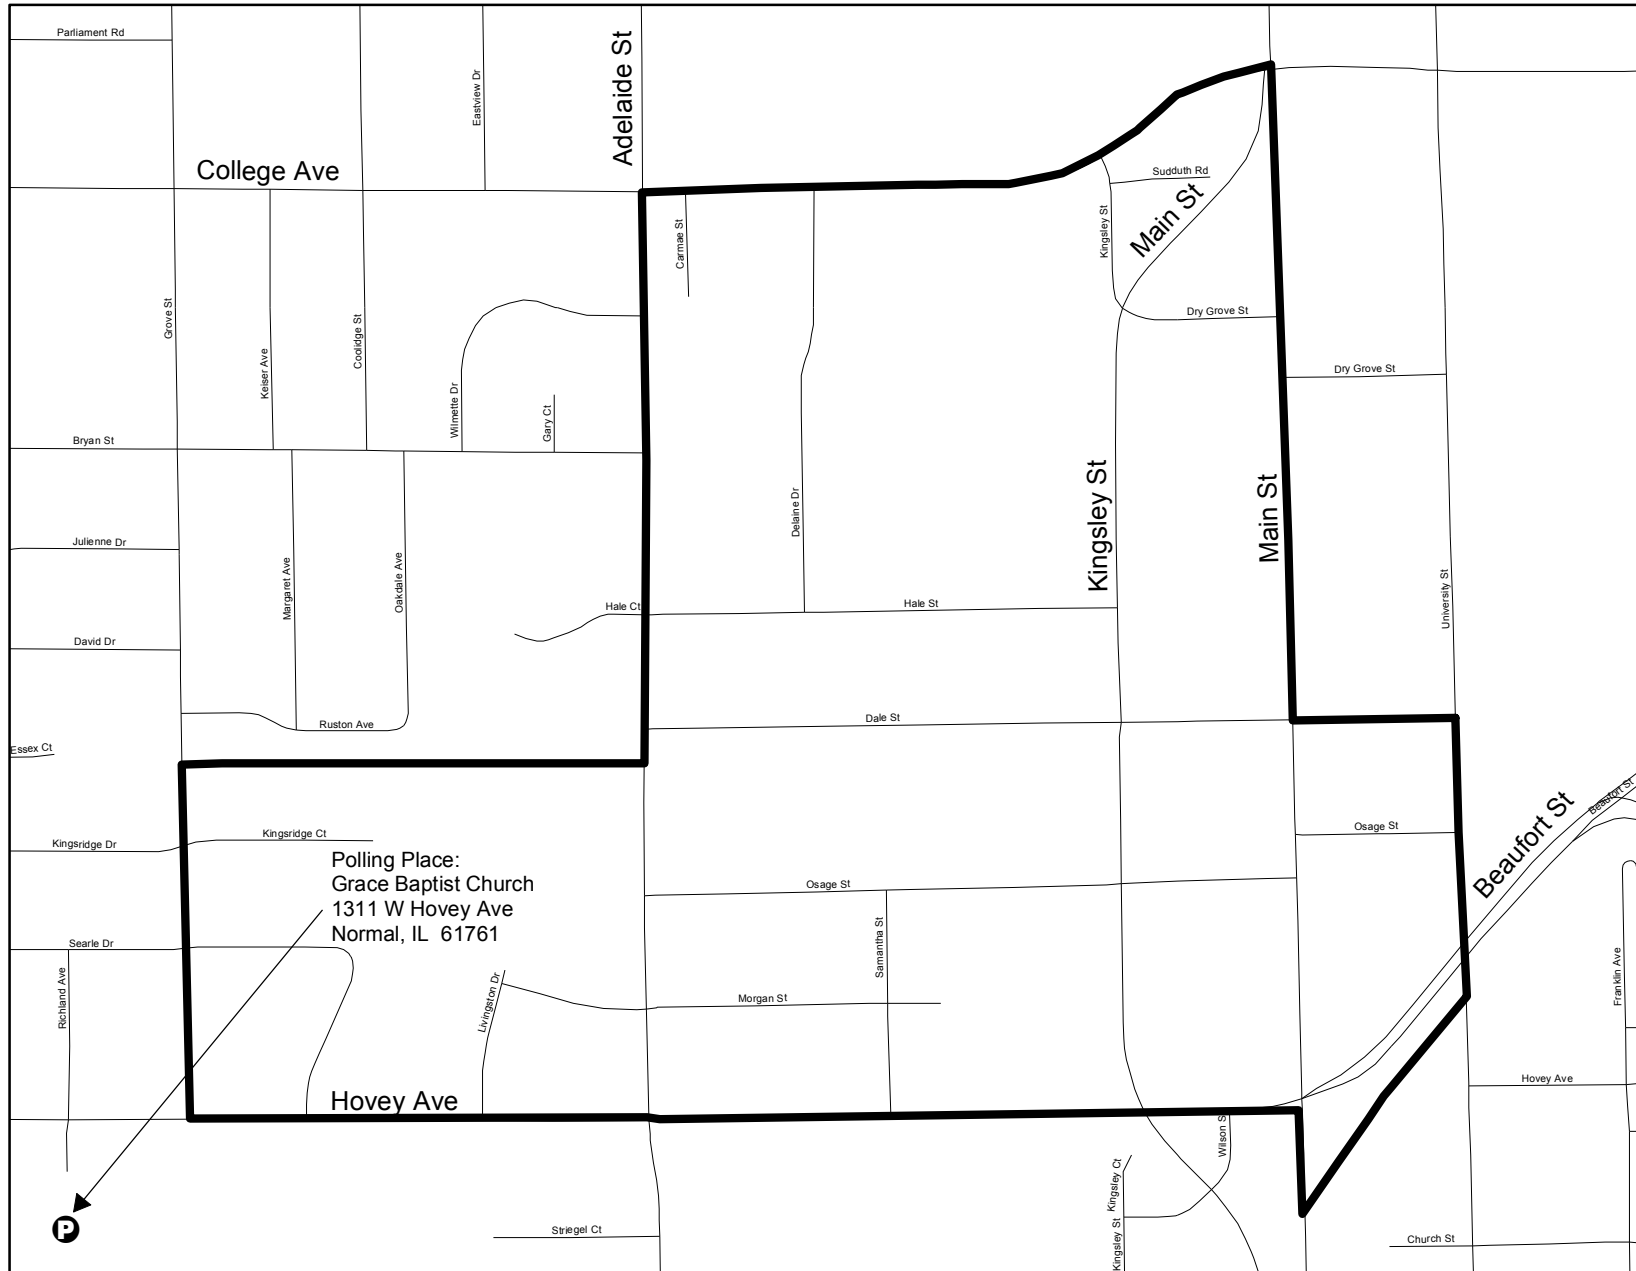 Parliament Rd
Eastview Dr
Adelaide St
College Ave
Sudduth Rd
Main St
Kingsley St
Carmae St
Grove St
Keiser Ave
Coolidge St
Dry Grove St
Dry Grove St
Wilmette Dr
Gary Ct
Bryan St
Delaine Dr
Kingsley St
Main St
Julienne Dr
Margaret Ave
Oakdale Ave
Hale Ct
Hale St
University St
David Dr
Ruston Ave
Dale St
Essex Ct
Beaufort St
Beaufort St
Kingsridge Dr
Kingsridge Ct
Osage St
Polling Place:
Grace Baptist Church
1311 W Hovey Ave
Normal, IL 61761
Osage St
Samantha St
Searle Dr
Richland Ave
Livingston Dr
Morgan St
Franklin Ave
Hovey Ave
Hovey Ave
Wilson S
Kingsley Ct
Kingsley St
P
Striegel Ct
Church St